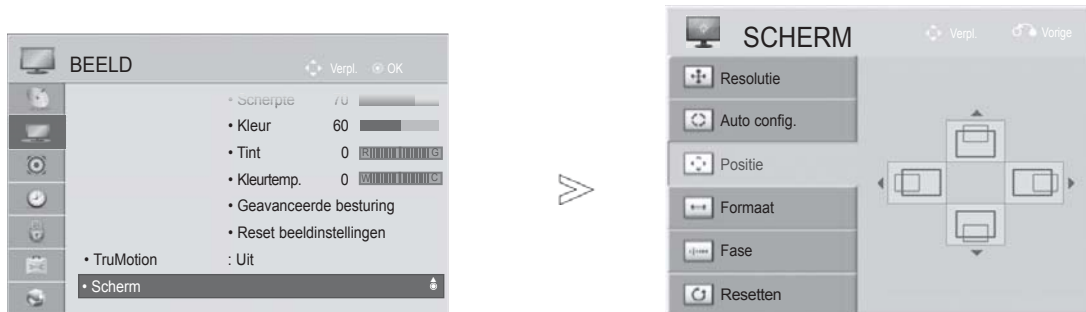 BEELD
Verpl. OK
• Scherpte 70
• Kleur 60
• Tint 0 R G
• Kleurtemp. 0 W C
• Geavanceerde besturing
• Reset beeldinstellingen
• TruMotion : Uit
• Scherm
SCHERM
Verpl. Vorige
Resolutie
Auto config.
Positie
Formaat
Fase
Resetten